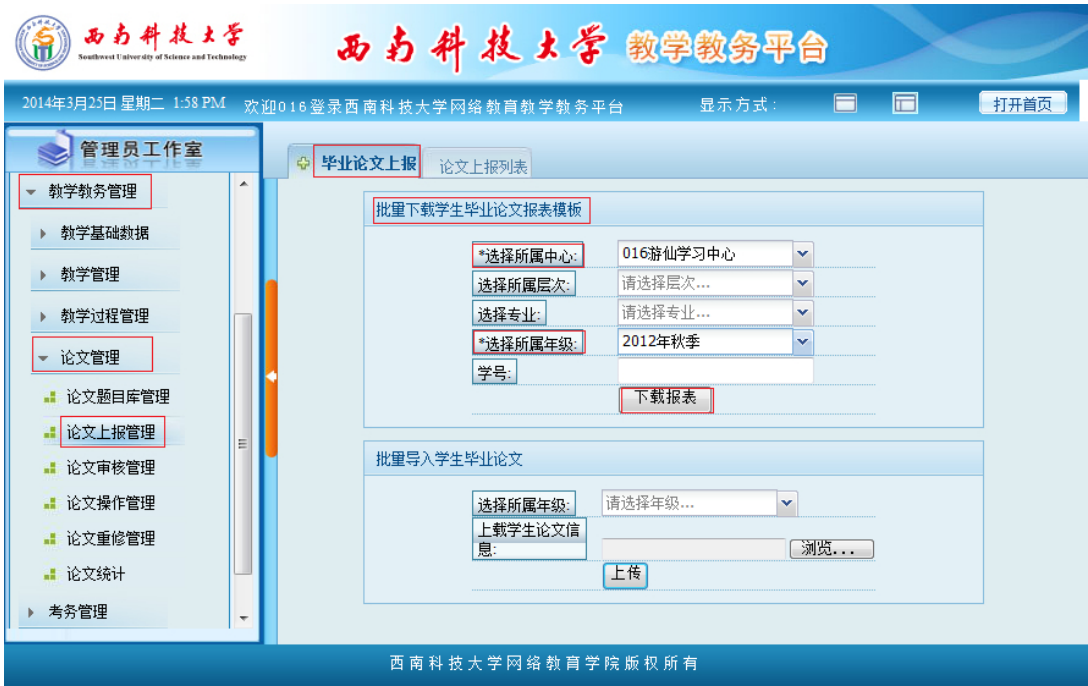 西南科技大学
Southwest University of Science and Technology
西南科技大学 教学教务平台
2014年3月25日 星期二 1:58 PM 欢迎016登录西南科技大学网络教育教学教务平台 显示方式: 打开首页
管理员工作室
教学教务管理
教学基础数据
教学管理
教学过程管理
论文管理
论文题目库管理
论文上报管理
论文审核管理
论文操作管理
论文重修管理
论文统计
考务管理
毕业论文上报 论文上报列表
批量下载学生毕业论文报表模板
*选择所属中心: 016游仙学习中心
选择所属层次: 请选择层次...
选择专业: 请选择专业...
*选择所属年级: 2012年秋季
学号:
下载报表
批量导入学生毕业论文
选择所属年级: 请选择年级...
上载学生论文信
息: 浏览...
上传
西南科技大学网络教育学院版权所有